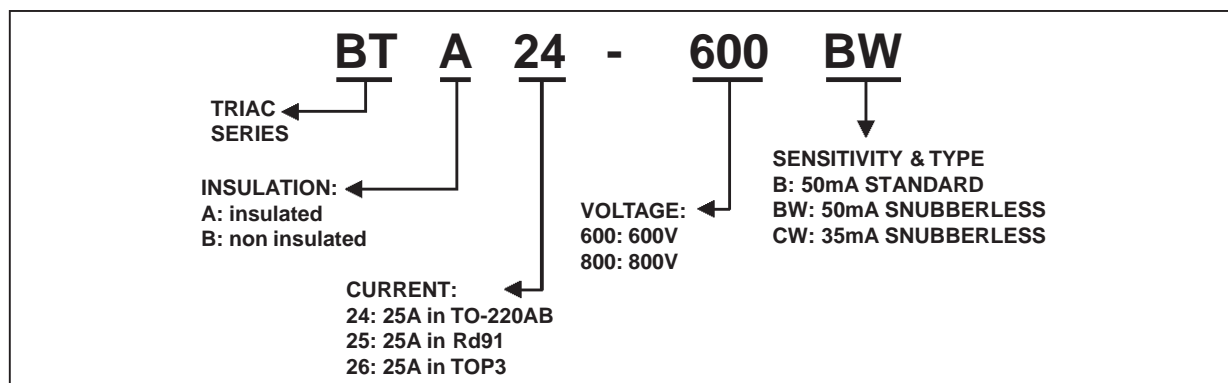 BT A 24 - 600 BW
TRIAC
SERIES
INSULATION:
A: insulated
B: non insulated
CURRENT:
24: 25A in TO-220AB
25: 25A in Rd91
26: 25A in TOP3
VOLTAGE:
600: 600V
800: 800V
SENSITIVITY & TYPE
B: 50mA STANDARD
BW: 50mA SNUBBERLESS
CW: 35mA SNUBBERLESS